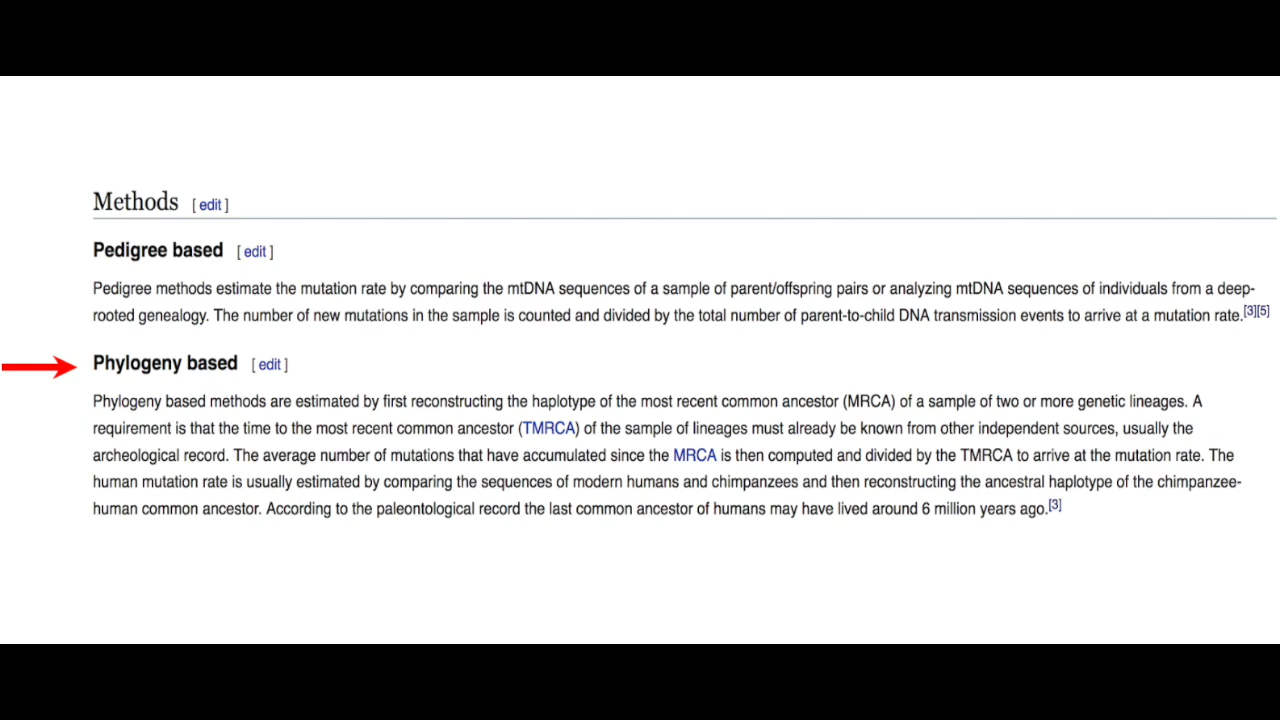 Methods [ edit ]
Pedigree based [ edit ]
Pedigree methods estimate the mutation rate by comparing the mtDNA sequences of a sample of parent/offspring pairs or analyzing mtDNA sequences of individuals from a deep-
rooted genealogy. The number of new mutations in the sample is counted and divided by the total number of parent-to-child DNA transmission events to arrive at a mutation rate.[3][5]
Phylogeny based [ edit ]
Phylogeny based methods are estimated by first reconstructing the haplotype of the most recent common ancestor (MRCA) of a sample of two or more genetic lineages. A
requirement is that the time to the most recent common ancestor (TMRCA) of the sample of lineages must already be known from other independent sources, usually the
archeological record. The average number of mutations that have accumulated since the MRCA is then computed and divided by the TMRCA to arrive at the mutation rate. The
human mutation rate is usually estimated by comparing the sequences of modern humans and chimpanzees and then reconstructing the ancestral haplotype of the chimpanzee-
human common ancestor. According to the paleontological record the last common ancestor of humans may have lived around 6 million years ago.[3]